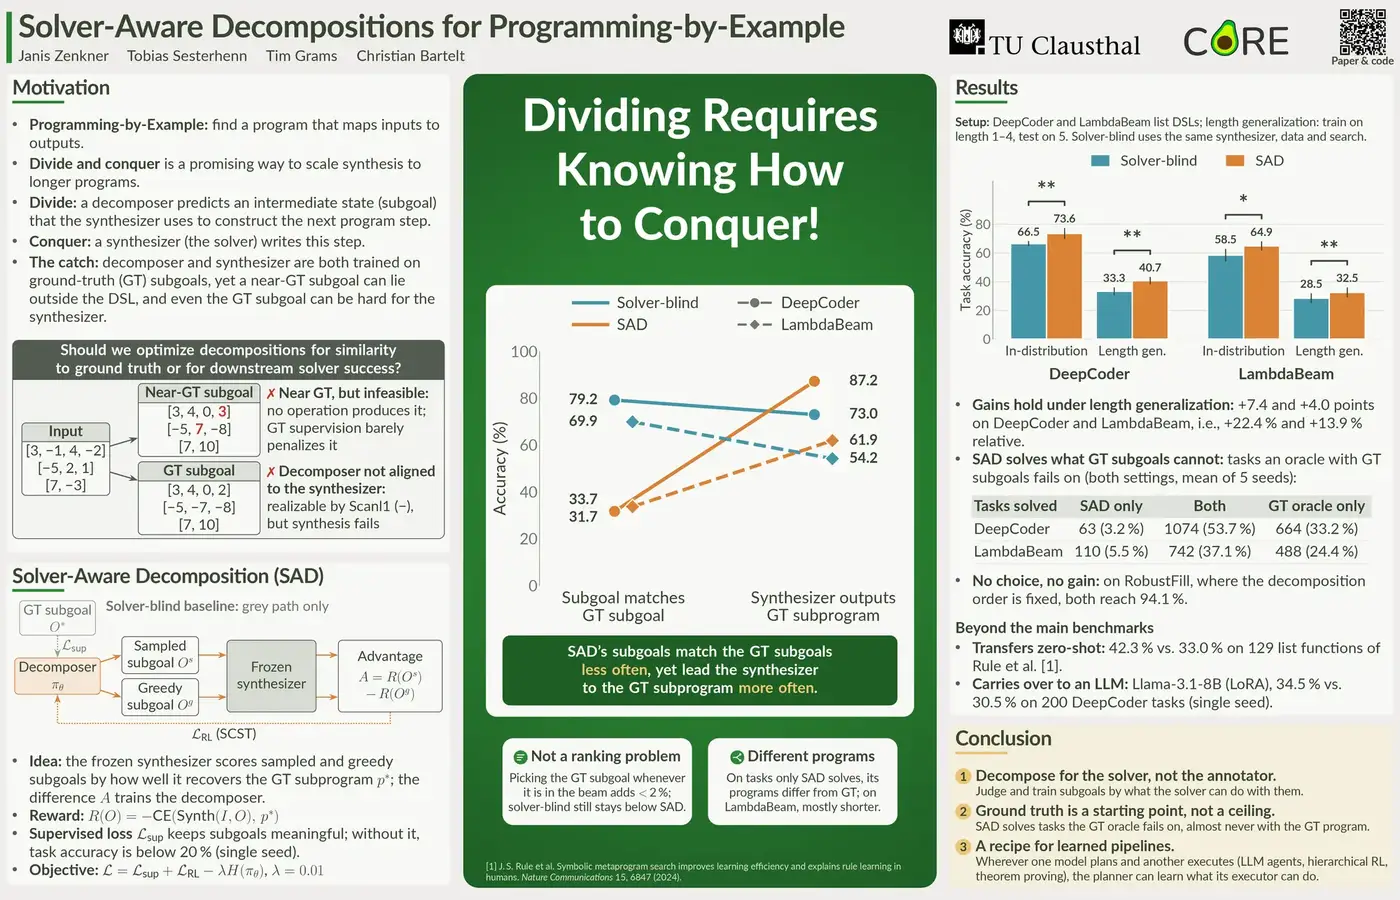 Solver-Aware Decompositions for Programming-by-Example
Janis Zenkner Tobias Sesterhenn Tim Grams Christian Bartelt
TU Clausthal
CORE
Paper & code
Motivation
• Programming-by-Example: find a program that maps inputs to
outputs.
• Divide and conquer is a promising way to scale synthesis to
longer programs.
• Divide: a decomposer predicts an intermediate state (subgoal)
that the synthesizer uses to construct the next program step.
• Conquer: a synthesizer (the solver) writes this step.
• The catch: decomposer and synthesizer are both trained on
ground-truth (GT) subgoals, yet a near-GT subgoal can lie
outside the DSL, and even the GT subgoal can be hard for the
synthesizer.
Should we optimize decompositions for similarity
to ground truth or for downstream solver success?
Input
[3, −1, 4, −2]
[−5, 2, 1]
[7, −3]
Near-GT subgoal
[3, 4, 0, 3]
[−5, 7, −8]
[7, 10]
✗ Near GT, but infeasible:
no operation produces it;
GT supervision barely
penalizes it
GT subgoal
[3, 4, 0, 2]
[−5, −7, −8]
[7, 10]
✗ Decomposer not aligned
to the synthesizer:
realizable by Scanl1 (−),
but synthesis fails
Solver-Aware Decomposition (SAD)
GT subgoal
O*
Solver-blind baseline: grey path only
ℒsup
Decomposer
πθ
Sampled
subgoal Oˢ
Greedy
subgoal Oᵍ
Frozen
synthesizer
Advantage
A = R(Oˢ)
− R(Oᵍ)
ℒRL (SCST)
• Idea: the frozen synthesizer scores sampled and greedy
subgoals by how well it recovers the GT subprogram p*; the
difference A trains the decomposer.
• Reward: R(O) = −CE(Synth(I, O), p*)
• Supervised loss ℒsup keeps subgoals meaningful; without it,
task accuracy is below 20 % (single seed).
• Objective: ℒ = ℒsup + ℒRL − λH(πθ), λ = 0.01
Dividing Requires
Knowing How
to Conquer!
Solver-blind
SAD
DeepCoder
LambdaBeam
Accuracy (%)
100
80
60
40
20
0
79.2
69.9
33.7
31.7
87.2
73.0
61.9
54.2
Subgoal matches
GT subgoal
Synthesizer outputs
GT subprogram
SAD's subgoals match the GT subgoals
less often, yet lead the synthesizer
to the GT subprogram more often.
Not a ranking problem
Picking the GT subgoal whenever
it is in the beam adds < 2 %;
solver-blind still stays below SAD.
Different programs
On tasks only SAD solves, its
programs differ from GT; on
LambdaBeam, mostly shorter.
[1] J.S. Rule et al. Symbolic metaprogram search improves learning efficiency and explains rule learning in
humans. Nature Communications 15, 6847 (2024).
Results
Setup: DeepCoder and LambdaBeam list DSLs; length generalization: train on
length 1–4, test on 5. Solver-blind uses the same synthesizer, data and search.
Solver-blind SAD
Task accuracy (%)
80
60
40
20
0
66.5 ** 73.6
33.3 ** 40.7
58.5 * 64.9
28.5 ** 32.5
In-distribution Length gen. In-distribution Length gen.
DeepCoder LambdaBeam
• Gains hold under length generalization: +7.4 and +4.0 points
on DeepCoder and LambdaBeam, i.e., +22.4 % and +13.9 %
relative.
• SAD solves what GT subgoals cannot: tasks an oracle with GT
subgoals fails on (both settings, mean of 5 seeds):
Tasks solved SAD only Both GT oracle only
DeepCoder 63 (3.2 %) 1074 (53.7 %) 664 (33.2 %)
LambdaBeam 110 (5.5 %) 742 (37.1 %) 488 (24.4 %)
• No choice, no gain: on RobustFill, where the decomposition
order is fixed, both reach 94.1 %.
Beyond the main benchmarks
• Transfers zero-shot: 42.3 % vs. 33.0 % on 129 list functions of
Rule et al. [1].
• Carries over to an LLM: Llama-3.1-8B (LoRA), 34.5 % vs.
30.5 % on 200 DeepCoder tasks (single seed).
Conclusion
1 Decompose for the solver, not the annotator.
Judge and train subgoals by what the solver can do with them.
2 Ground truth is a starting point, not a ceiling.
SAD solves tasks the GT oracle fails on, almost never with the GT program.
3 A recipe for learned pipelines.
Wherever one model plans and another executes (LLM agents, hierarchical RL,
theorem proving), the planner can learn what its executor can do.